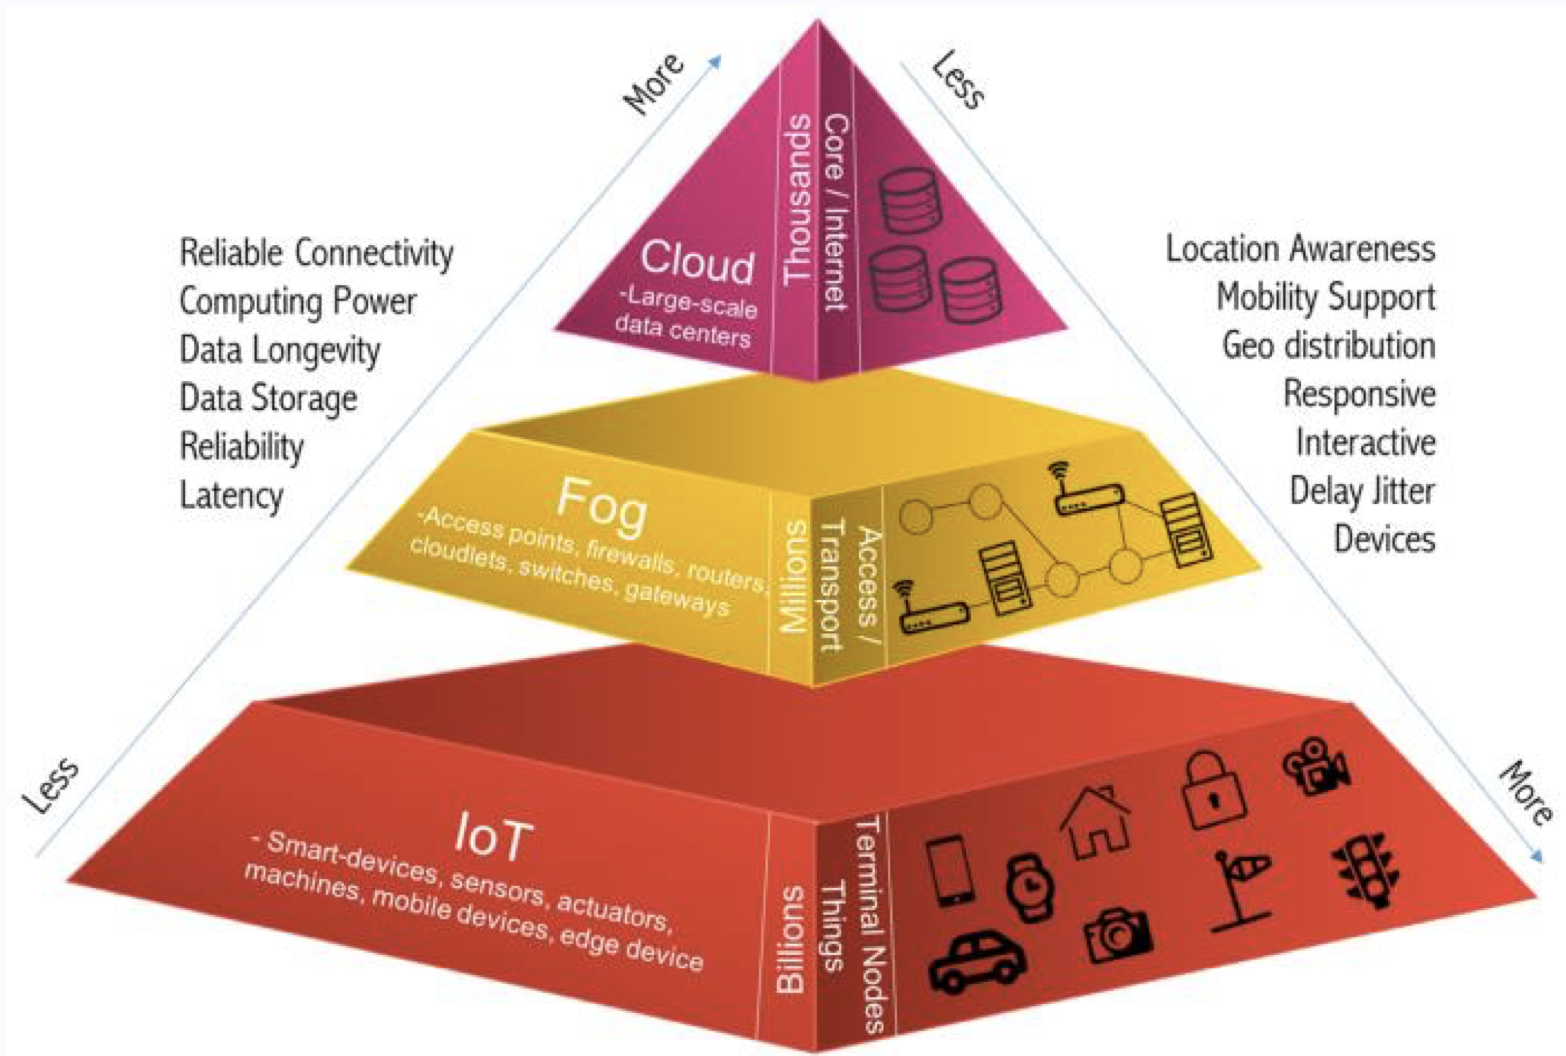 More
Less
Thounsands
Core / Internet
Cloud
-Large-scale
data centers
Reliable Connectivity
Computing Power
Data Longevity
Data Storage
Reliability
Latency
Location Awareness
Mobility Support
Geo distribution
Responsive
Interactive
Delay Jitter
Devices
Fog
-Access points, firewalls, routers,
cloudlets, switches, gateways
Millions
Access /
Transport
Less
More
IoT
- Smart-devices, sensors, actuators,
machines, mobile devices, edge device
Billions
Terminal Nodes
Things